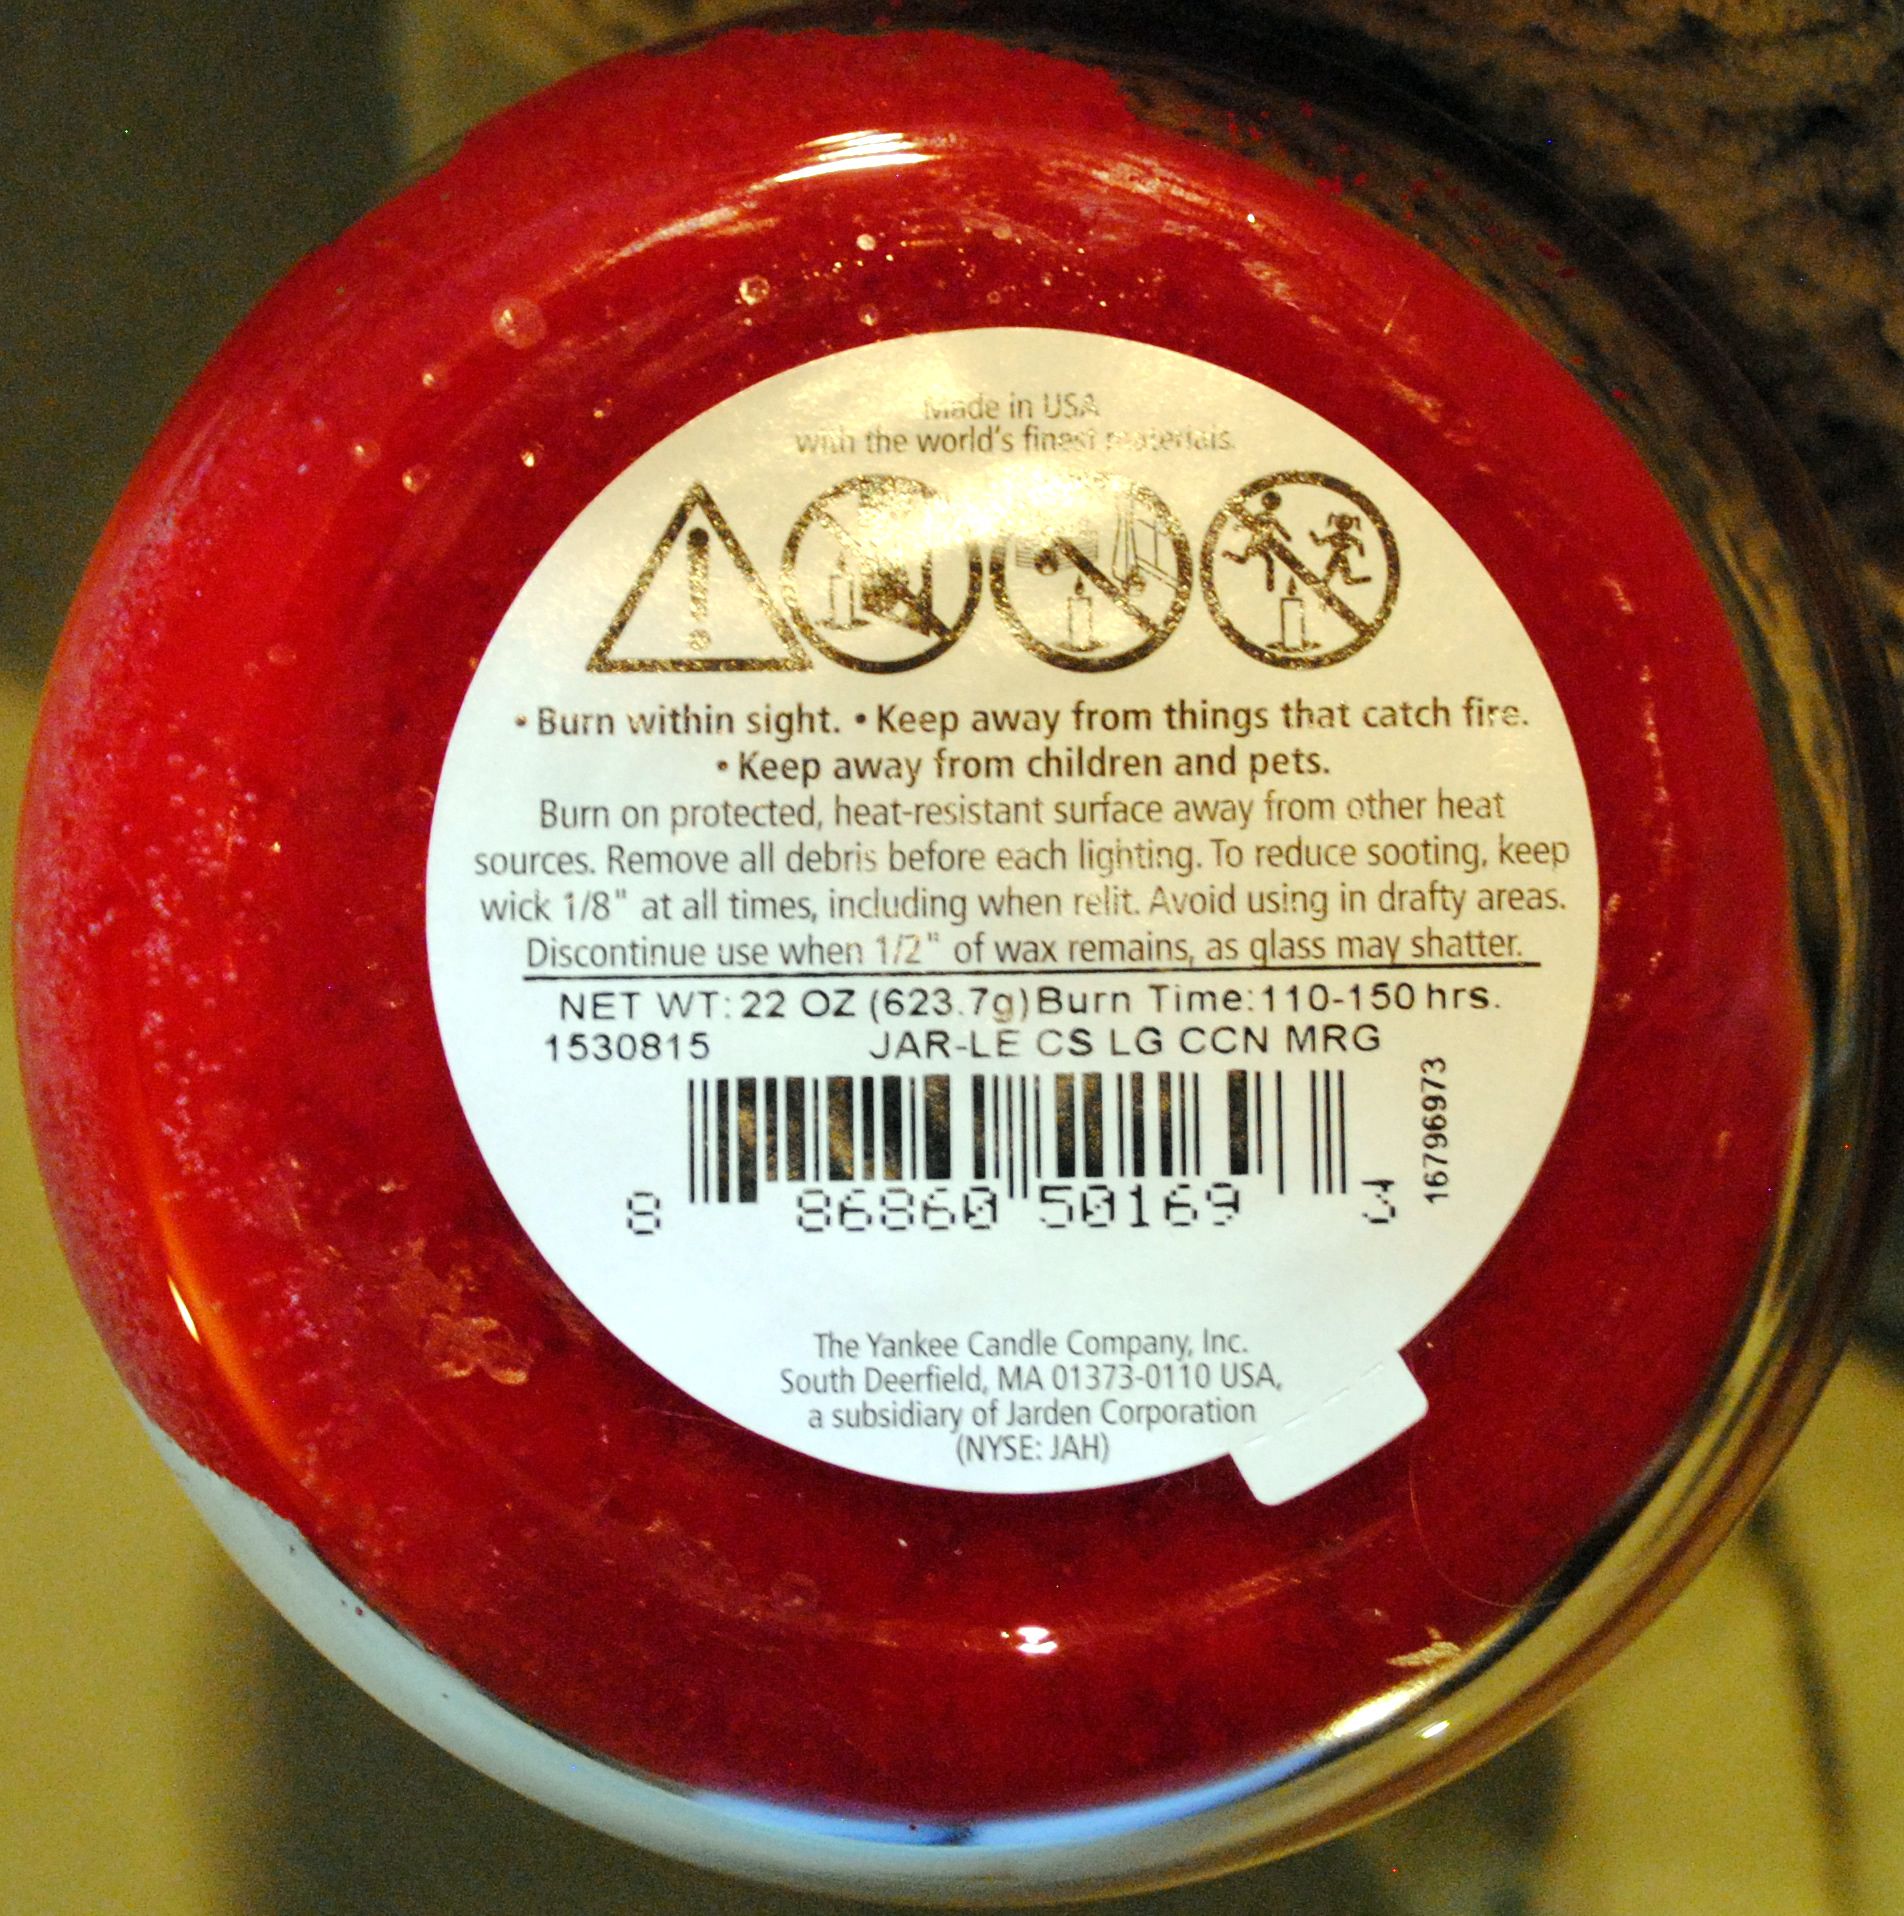 Made in USA
with the world's finest materials.
• Burn within sight. • Keep away from things that catch fire.
• Keep away from children and pets.
Burn on protected, heat-resistant surface away from other heat
sources. Remove all debris before each lighting. To reduce sooting, keep
wick 1/8" at all times, including when relit. Avoid using in drafty areas.
Discontinue use when 1/2" of wax remains, as glass may shatter.
NET WT: 22 OZ (623.7g) Burn Time: 110-150 hrs.
1530815 JAR-LE CS LG CCN MRG
16796973
8 86860 50169 3
The Yankee Candle Company, Inc.
South Deerfield, MA 01373-0110 USA,
a subsidiary of Jarden Corporation
(NYSE: JAH)